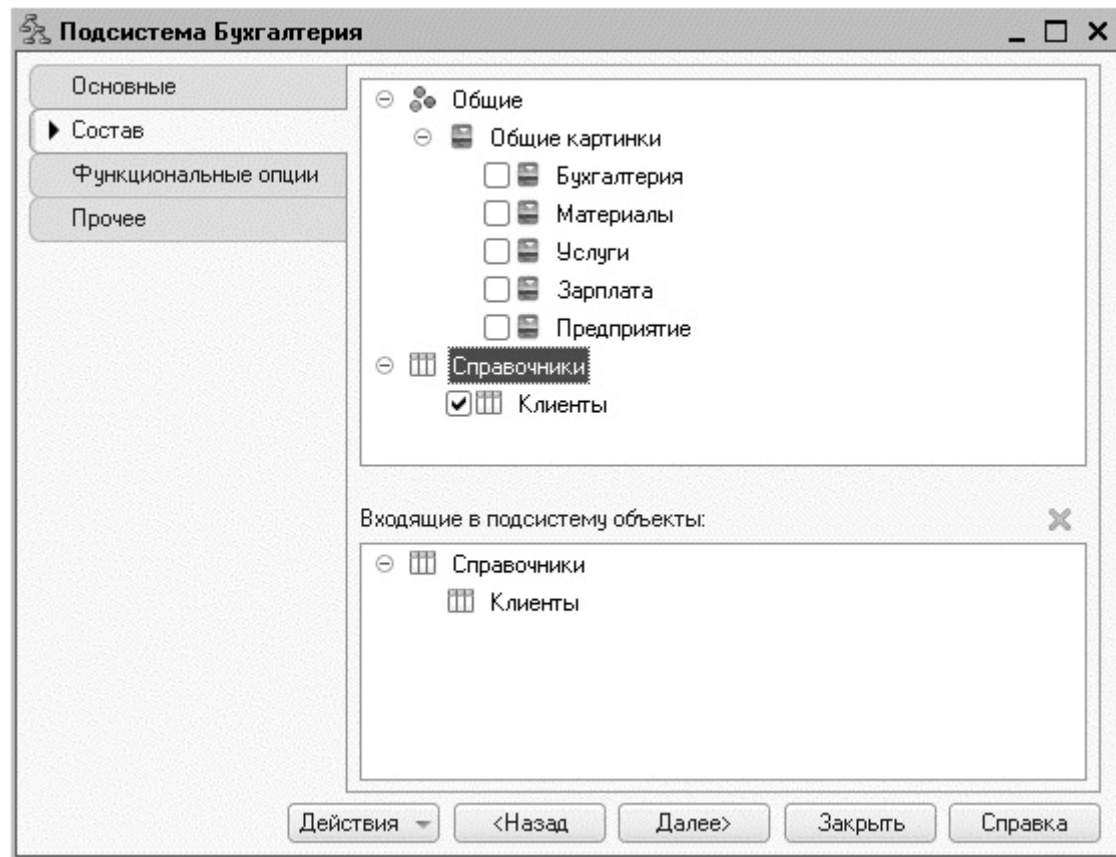 Подсистема Бухгалтерия
Основные
Состав
Функциональные опции
Прочее
Общие
Общие картинки
Бухгалтерия
Материалы
Услуги
Зарплата
Предприятие
Справочники
Клиенты
Входящие в подсистему объекты:
Справочники
Клиенты
Действия <Назад Далее> Закрыть Справка